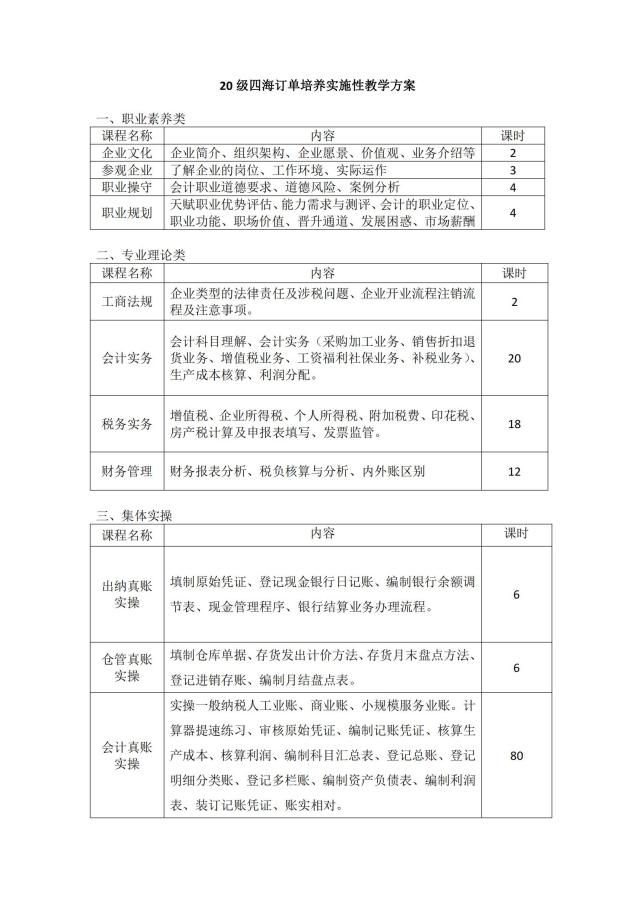 20 级四海订单培养实施性教学方案
一、职业素养类
课程名称 内容 课时
企业文化 企业简介、组织架构、企业愿景、价值观、业务介绍等 2
参观企业 了解企业的岗位、工作环境、实际运作 3
职业操守 会计职业道德要求、道德风险、案例分析 4
职业规划 天赋职业优势评估、能力需求与测评、会计的职业定位、
职业功能、职场价值、晋升通道、发展困惑、市场薪酬 4
二、专业理论类
课程名称 内容 课时
工商法规 企业类型的法律责任及涉税问题、企业开业流程注销流
程及注意事项。 2
会计实务 会计科目理解、会计实务（采购加工业务、销售折扣退
货业务、增值税业务、工资福利社保业务、补税业务）、
生产成本核算、利润分配。 20
税务实务 增值税、企业所得税、个人所得税、附加税费、印花税、
房产税计算及申报表填写、发票监管。 18
财务管理 财务报表分析、税负核算与分析、内外账区别 12
三、集体实操
课程名称 内容 课时
出纳真账
实操
填制原始凭证、登记现金银行日记账、编制银行余额调
节表、现金管理程序、银行结算业务办理流程。
6
仓管真账
实操
填制仓库单据、存货发出计价方法、存货月末盘点方法、
登记进销存账、编制月结盘点表。
6
会计真账
实操
实操一般纳税人工业账、商业账、小规模服务业账。计
算器提速练习、审核原始凭证、编制记账凭证、核算生
产成本、核算利润、编制科目汇总表、登记总账、登记
明细分类账、登记多栏账、编制资产负债表、编制利润
表、装订记账凭证、账实相对。
80